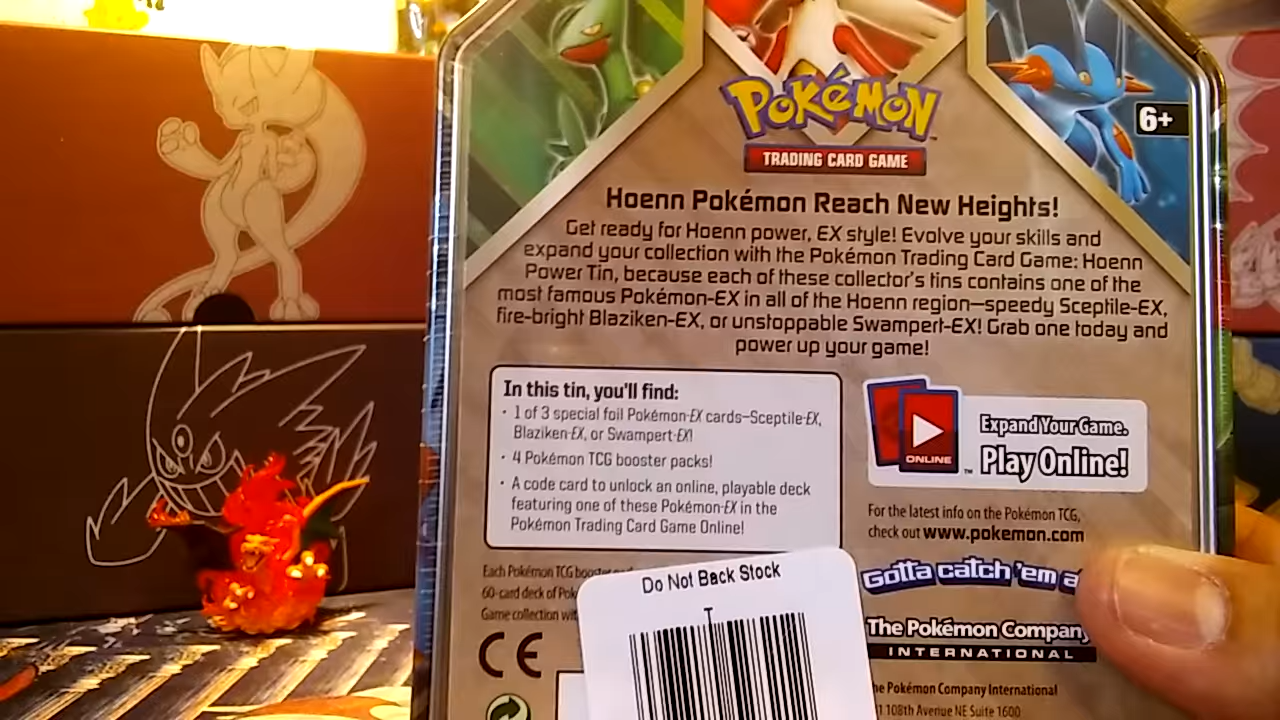 POKéMON
TRADING CARD GAME
6+
Hoenn Pokémon Reach New Heights!
Get ready for Hoenn power, EX style! Evolve your skills and
expand your collection with the Pokémon Trading Card Game: Hoenn
Power Tin, because each of these collector's tins contains one of the
most famous Pokémon-EX in all of the Hoenn region—speedy Sceptile-EX,
fire-bright Blaziken-EX, or unstoppable Swampert-EX! Grab one today and
power up your game!
In this tin, you'll find:
• 1 of 3 special foil Pokémon-EX cards—Sceptile-EX,
Blaziken-EX, or Swampert-EX!
• 4 Pokémon TCG booster packs!
• A code card to unlock an online, playable deck
featuring one of these Pokémon-EX in the
Pokémon Trading Card Game Online!
ONLINE
™
Expand Your Game.
Play Online!
For the latest info on the Pokémon TCG,
check out www.pokemon.com
Gotta catch 'em a
The Pokémon Company
INTERNATIONAL
Each Pokémon TCG
60-card deck of
Game collection
CE
Do Not Back Stock
T
Pokémon Company International
108th Avenue NE Suite 1600